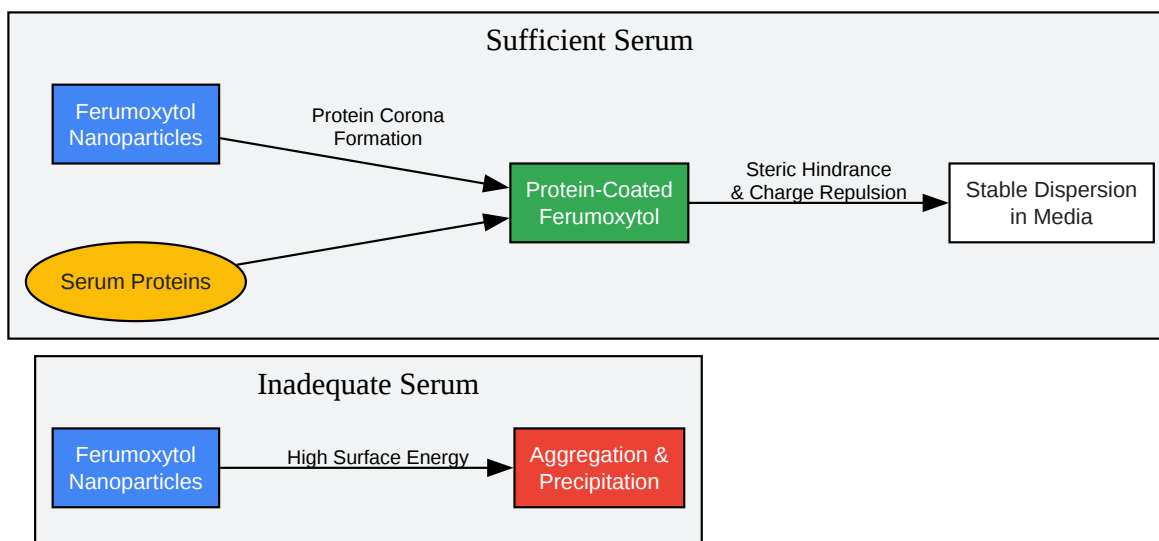 Sufficient Serum
Ferumoxytol
Nanoparticles
Protein Corona
Formation
Serum Proteins
Protein-Coated
Ferumoxytol
Steric Hindrance
& Charge Repulsion
Stable Dispersion
in Media
Inadequate Serum
Ferumoxytol
Nanoparticles
High Surface Energy
Aggregation &
Precipitation